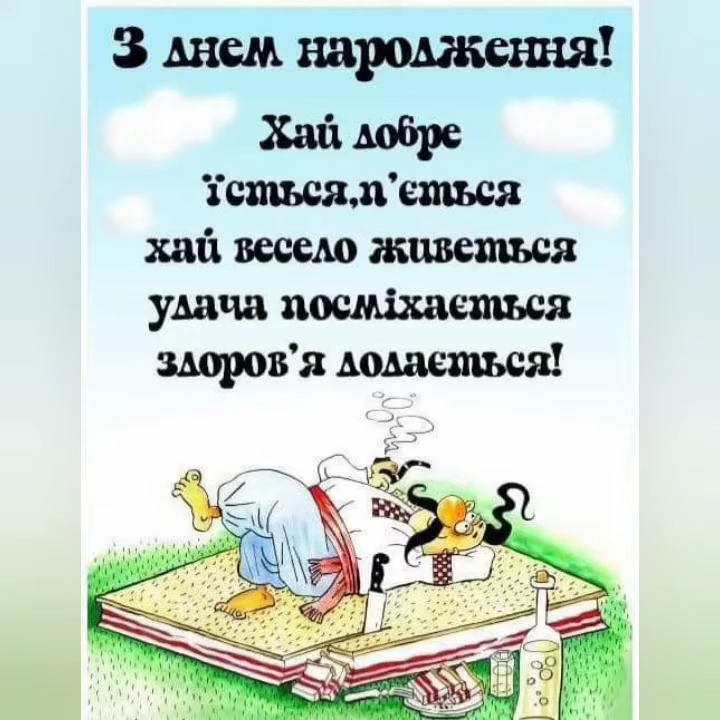 З днем народження!
Хай добре
їсться,п'ється
хай весело живеться
удача посміхається
здоров'я додається!